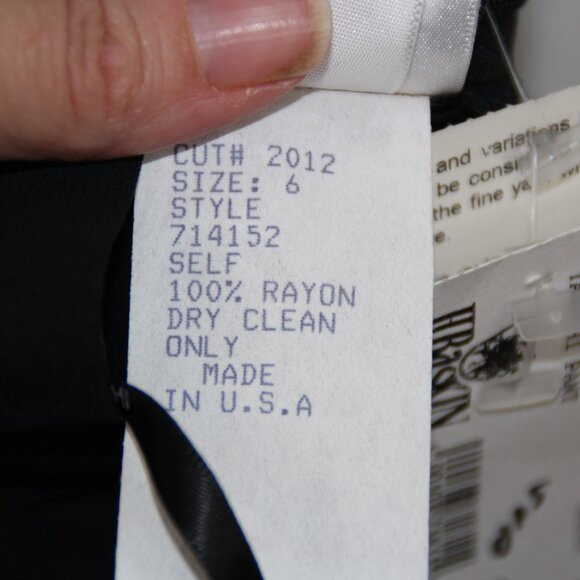 CUT# 2012
SIZE: 6
STYLE
714152
SELF
100% RAYON
DRY CLEAN
ONLY
MADE
IN U.S.A
and variations
be consi
the fine ya
e.
PANT